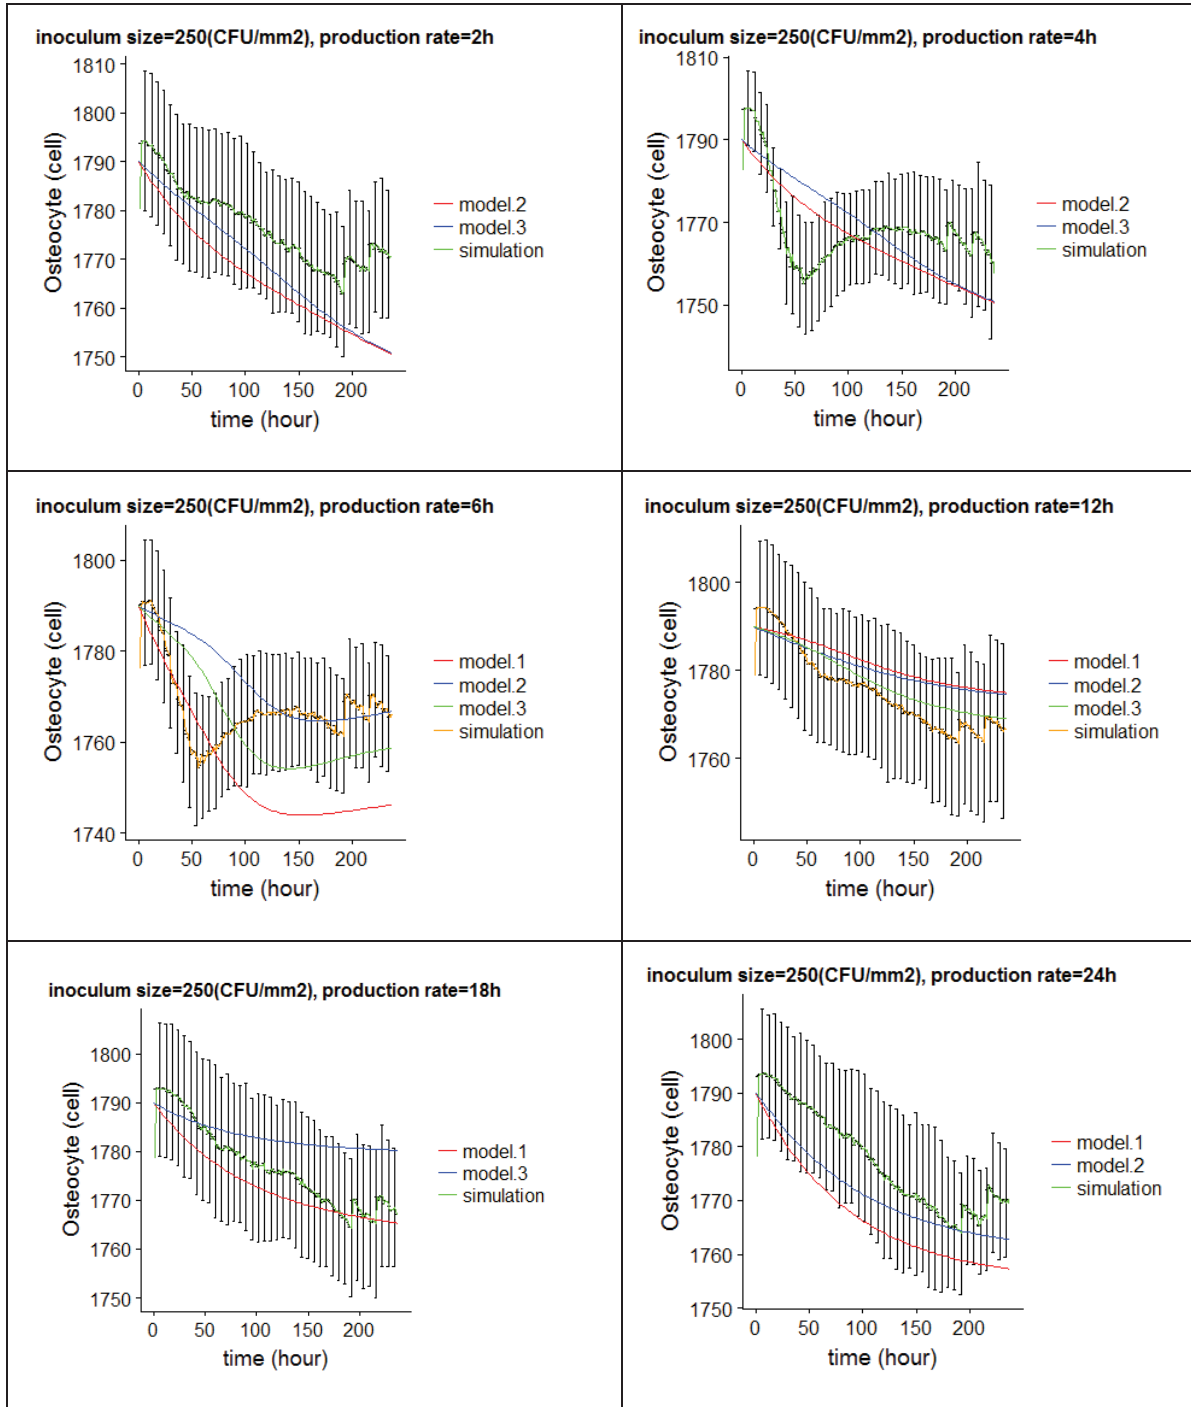 inoculum size=250(CFU/mm2), production rate=2h
1810
1800
1790
1780
1770
1760
1750
Osteocyte (cell)
0 50 100 150 200
time (hour)
model.2
model.3
simulation
inoculum size=250(CFU/mm2), production rate=4h
1810
1790
1770
1750
Osteocyte (cell)
0 50 100 150 200
time (hour)
model.2
model.3
simulation
inoculum size=250(CFU/mm2), production rate=6h
1800
1780
1760
1740
Osteocyte (cell)
0 50 100 150 200
time (hour)
model.1
model.2
model.3
simulation
inoculum size=250(CFU/mm2), production rate=12h
1800
1780
1760
Osteocyte (cell)
0 50 100 150 200
time (hour)
model.1
model.2
model.3
simulation
inoculum size=250(CFU/mm2), production rate=18h
1800
1790
1780
1770
1760
1750
Osteocyte (cell)
0 50 100 150 200
time (hour)
model.1
model.3
simulation
inoculum size=250(CFU/mm2), production rate=24h
1800
1790
1780
1770
1760
1750
Osteocyte (cell)
0 50 100 150 200
time (hour)
model.1
model.2
simulation